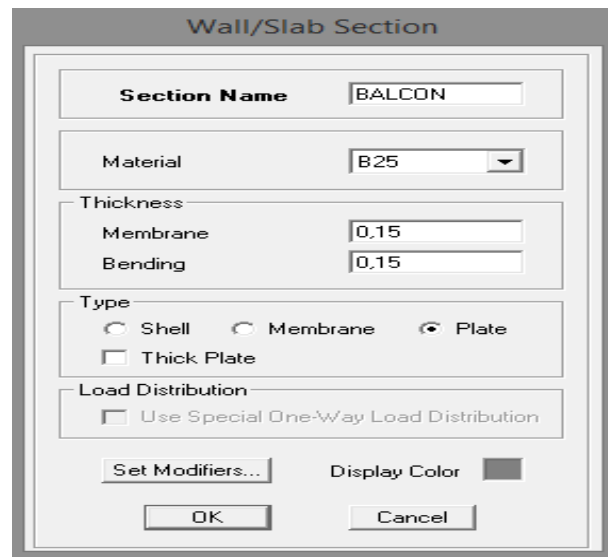 Wall/Slab Section
Section Name BALCON
Material B25
Thickness
Membrane 0,15
Bending 0,15
Type
Shell Membrane Plate
Thick Plate
Load Distribution
Use Special One-Way Load Distribution
Set Modifiers... Display Color
OK Cancel